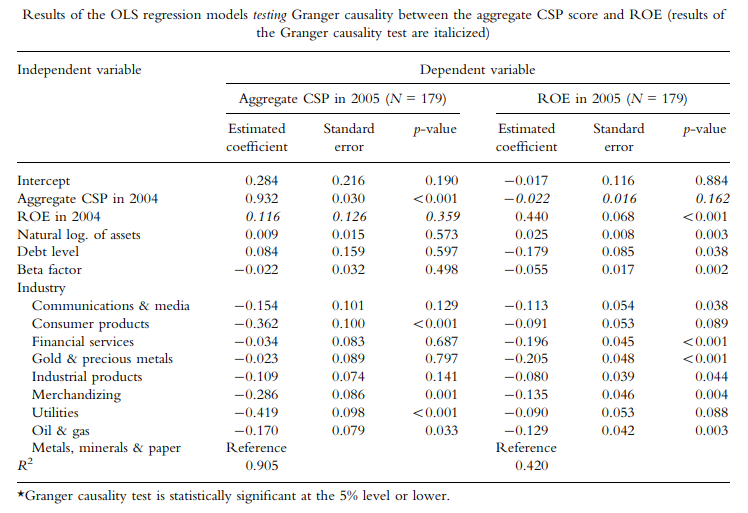 Results of the OLS regression models testing Granger causality between the aggregate CSP score and ROE (results of
the Granger causality test are italicized)
Independent variable Dependent variable
Aggregate CSP in 2005 (N = 179) ROE in 2005 (N = 179)
Estimated Standard p-value Estimated Standard p-value
coefficient error coefficient error
Intercept 0.284 0.216 0.190 −0.017 0.116 0.884
Aggregate CSP in 2004 0.932 0.030 <0.001 −0.022 0.016 0.162
ROE in 2004 0.116 0.126 0.359 0.440 0.068 <0.001
Natural log. of assets 0.009 0.015 0.573 0.025 0.008 0.003
Debt level 0.084 0.159 0.597 −0.179 0.085 0.038
Beta factor −0.022 0.032 0.498 −0.055 0.017 0.002
Industry
Communications & media −0.154 0.101 0.129 −0.113 0.054 0.038
Consumer products −0.362 0.100 <0.001 −0.091 0.053 0.089
Financial services −0.034 0.083 0.687 −0.196 0.045 <0.001
Gold & precious metals −0.023 0.089 0.797 −0.205 0.048 <0.001
Industrial products −0.109 0.074 0.141 −0.080 0.039 0.044
Merchandizing −0.286 0.086 0.001 −0.135 0.046 0.004
Utilities −0.419 0.098 <0.001 −0.090 0.053 0.088
Oil & gas −0.170 0.079 0.033 −0.129 0.042 0.003
Metals, minerals & paper Reference Reference
R² 0.905 0.420
★Granger causality test is statistically significant at the 5% level or lower.